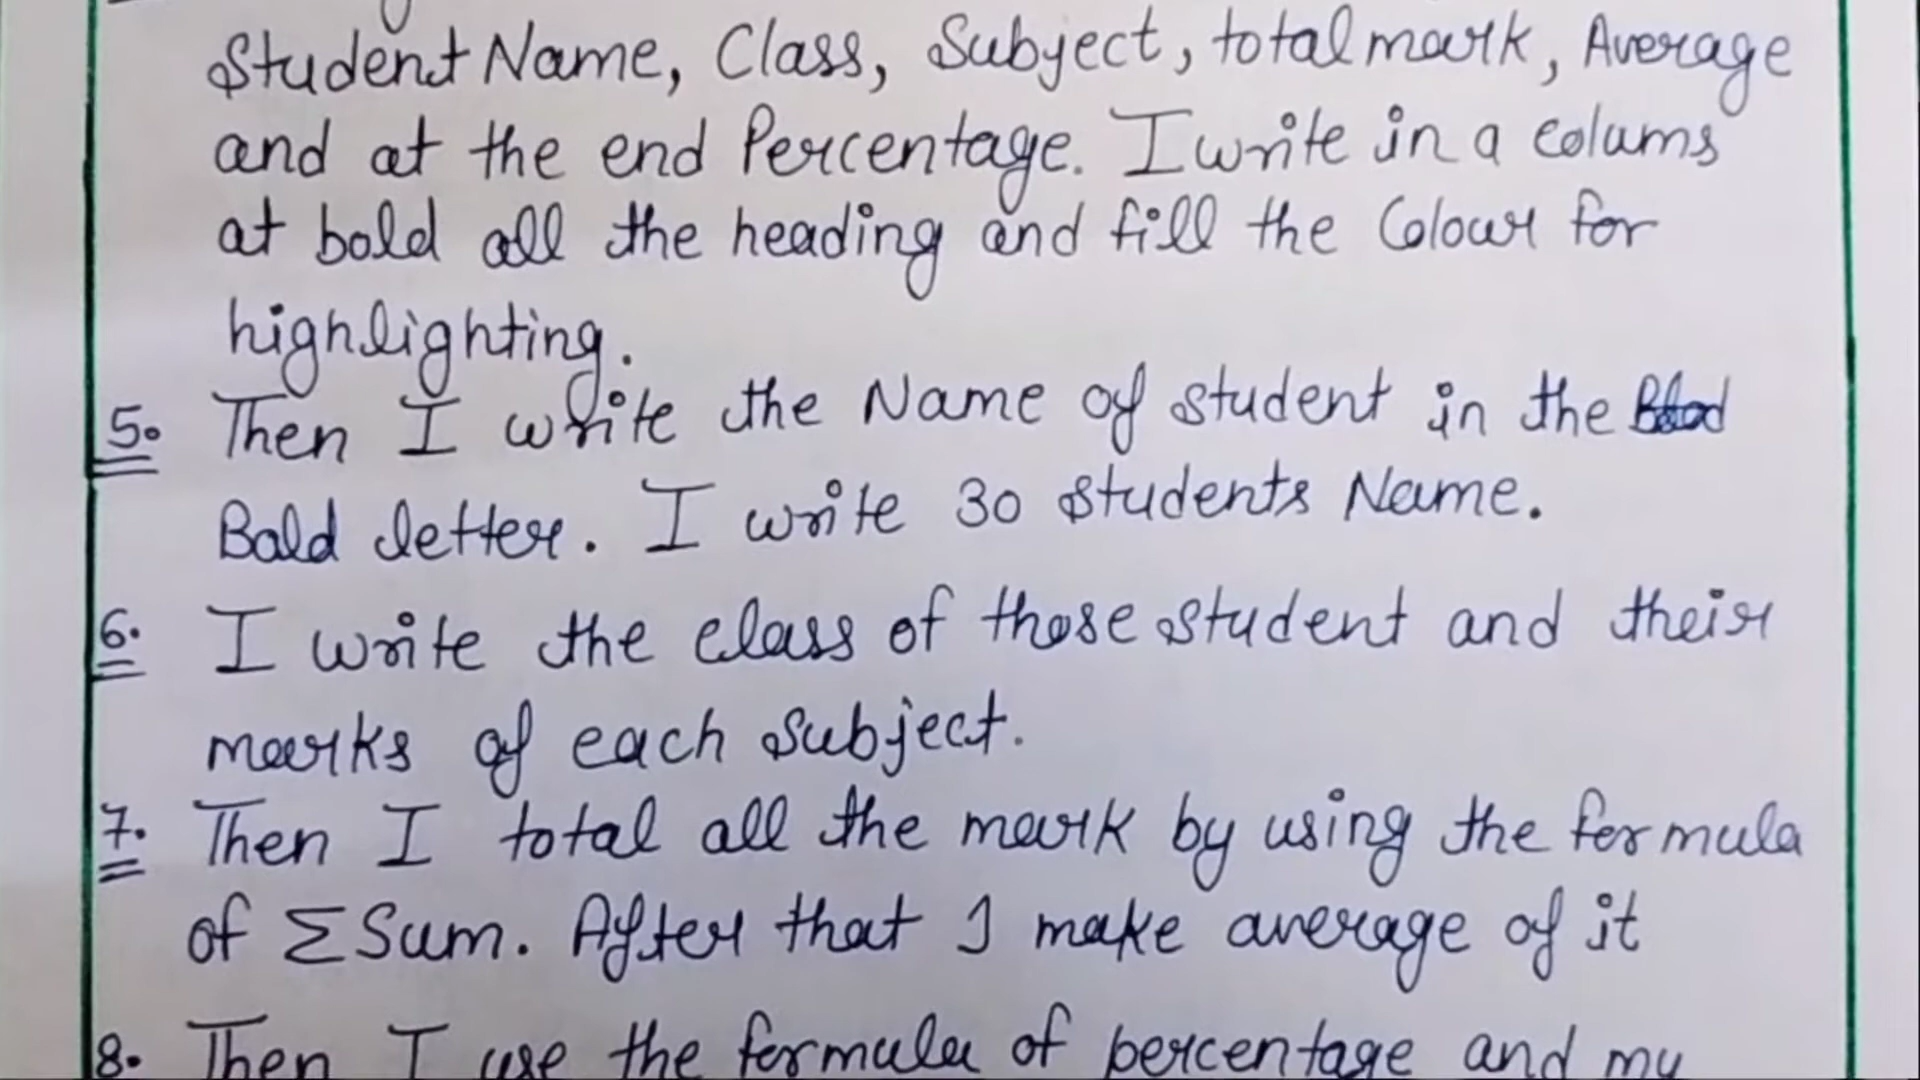 Student Name, Class, Subject, total mark, Average
and at the end Percentage. I write in a colums
at bold all the heading and fill the Colour for
highlighting.
5. Then I write the Name of student in the
Bald letter. I write 30 students Name.
6. I write the class of those student and their
marks of each subject.
7. Then I total all the mark by using the formula
of Σ Sum. After that I make average of it
8. Then I use the formula of percentage and my